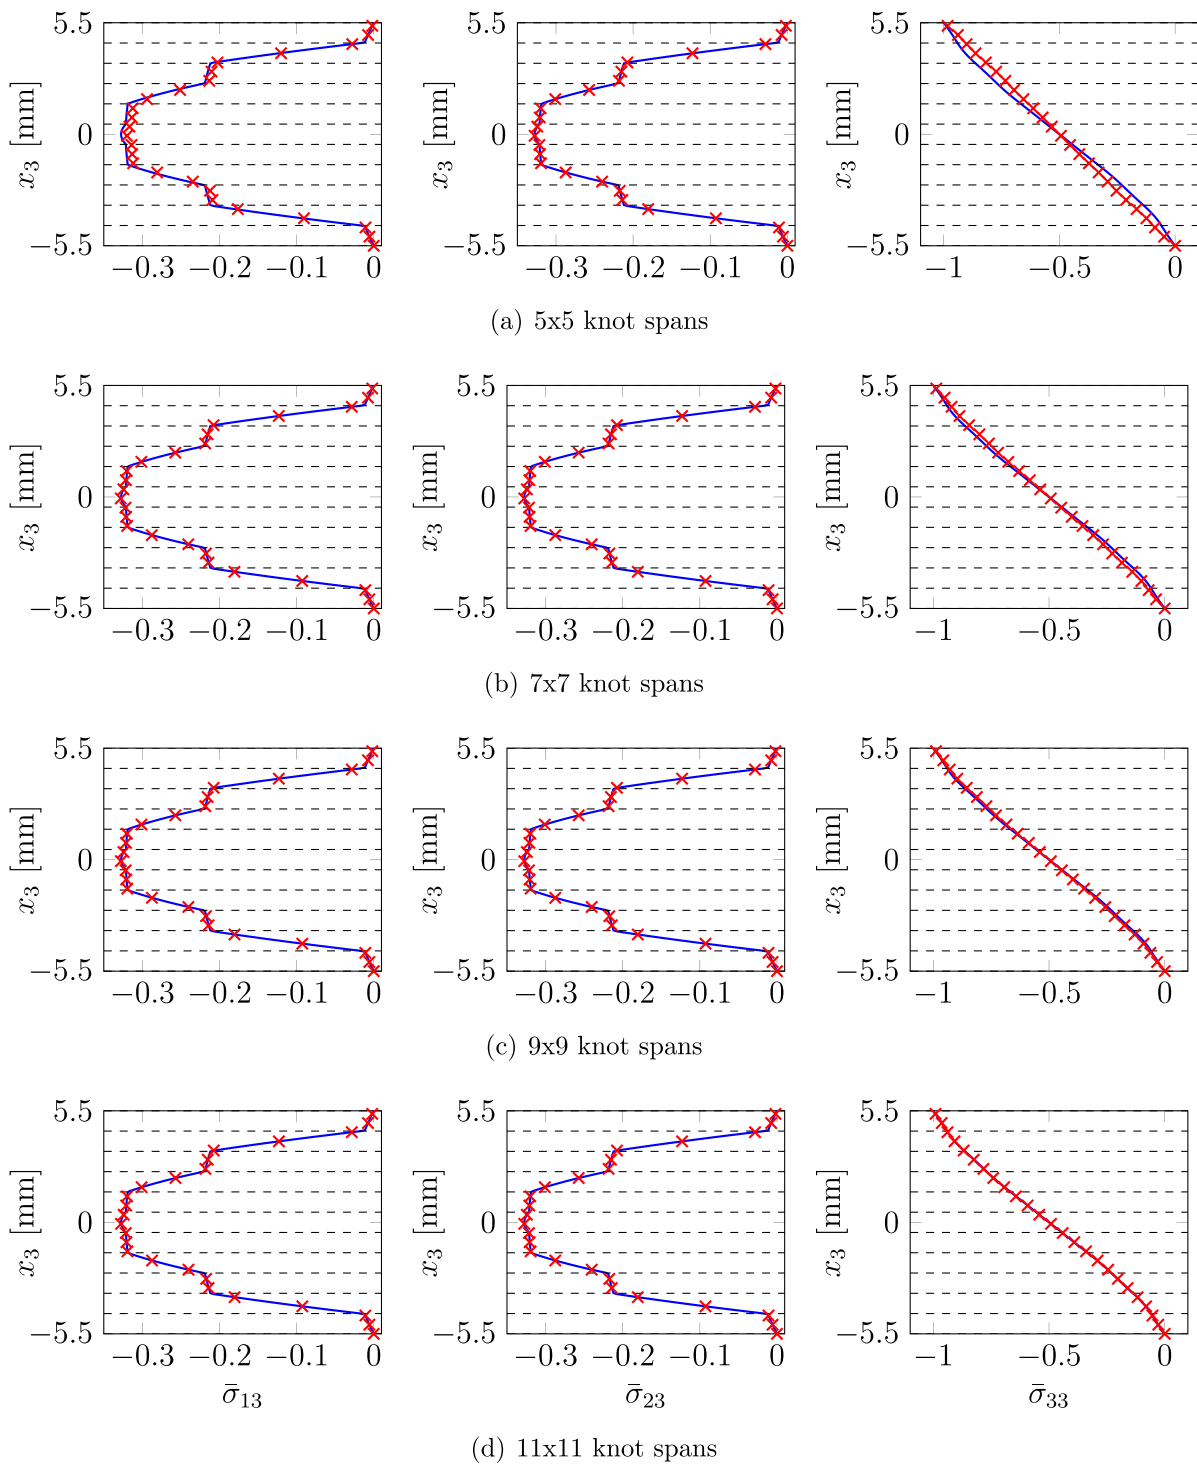 5.5 5.5 5.5
x₃ [mm] x₃ [mm] x₃ [mm]
0 0 0
−5.5 −5.5 −5.5
−0.3 −0.2 −0.1 0 −0.3 −0.2 −0.1 0 −1 −0.5 0
(a) 5x5 knot spans
5.5 5.5 5.5
x₃ [mm] x₃ [mm] x₃ [mm]
0 0 0
−5.5 −5.5 −5.5
−0.3 −0.2 −0.1 0 −0.3 −0.2 −0.1 0 −1 −0.5 0
(b) 7x7 knot spans
5.5 5.5 5.5
x₃ [mm] x₃ [mm] x₃ [mm]
0 0 0
−5.5 −5.5 −5.5
−0.3 −0.2 −0.1 0 −0.3 −0.2 −0.1 0 −1 −0.5 0
(c) 9x9 knot spans
5.5 5.5 5.5
x₃ [mm] x₃ [mm] x₃ [mm]
0 0 0
−5.5 −5.5 −5.5
−0.3 −0.2 −0.1 0 −0.3 −0.2 −0.1 0 −1 −0.5 0
σ̄₁₃ σ̄₂₃ σ̄₃₃
(d) 11x11 knot spans